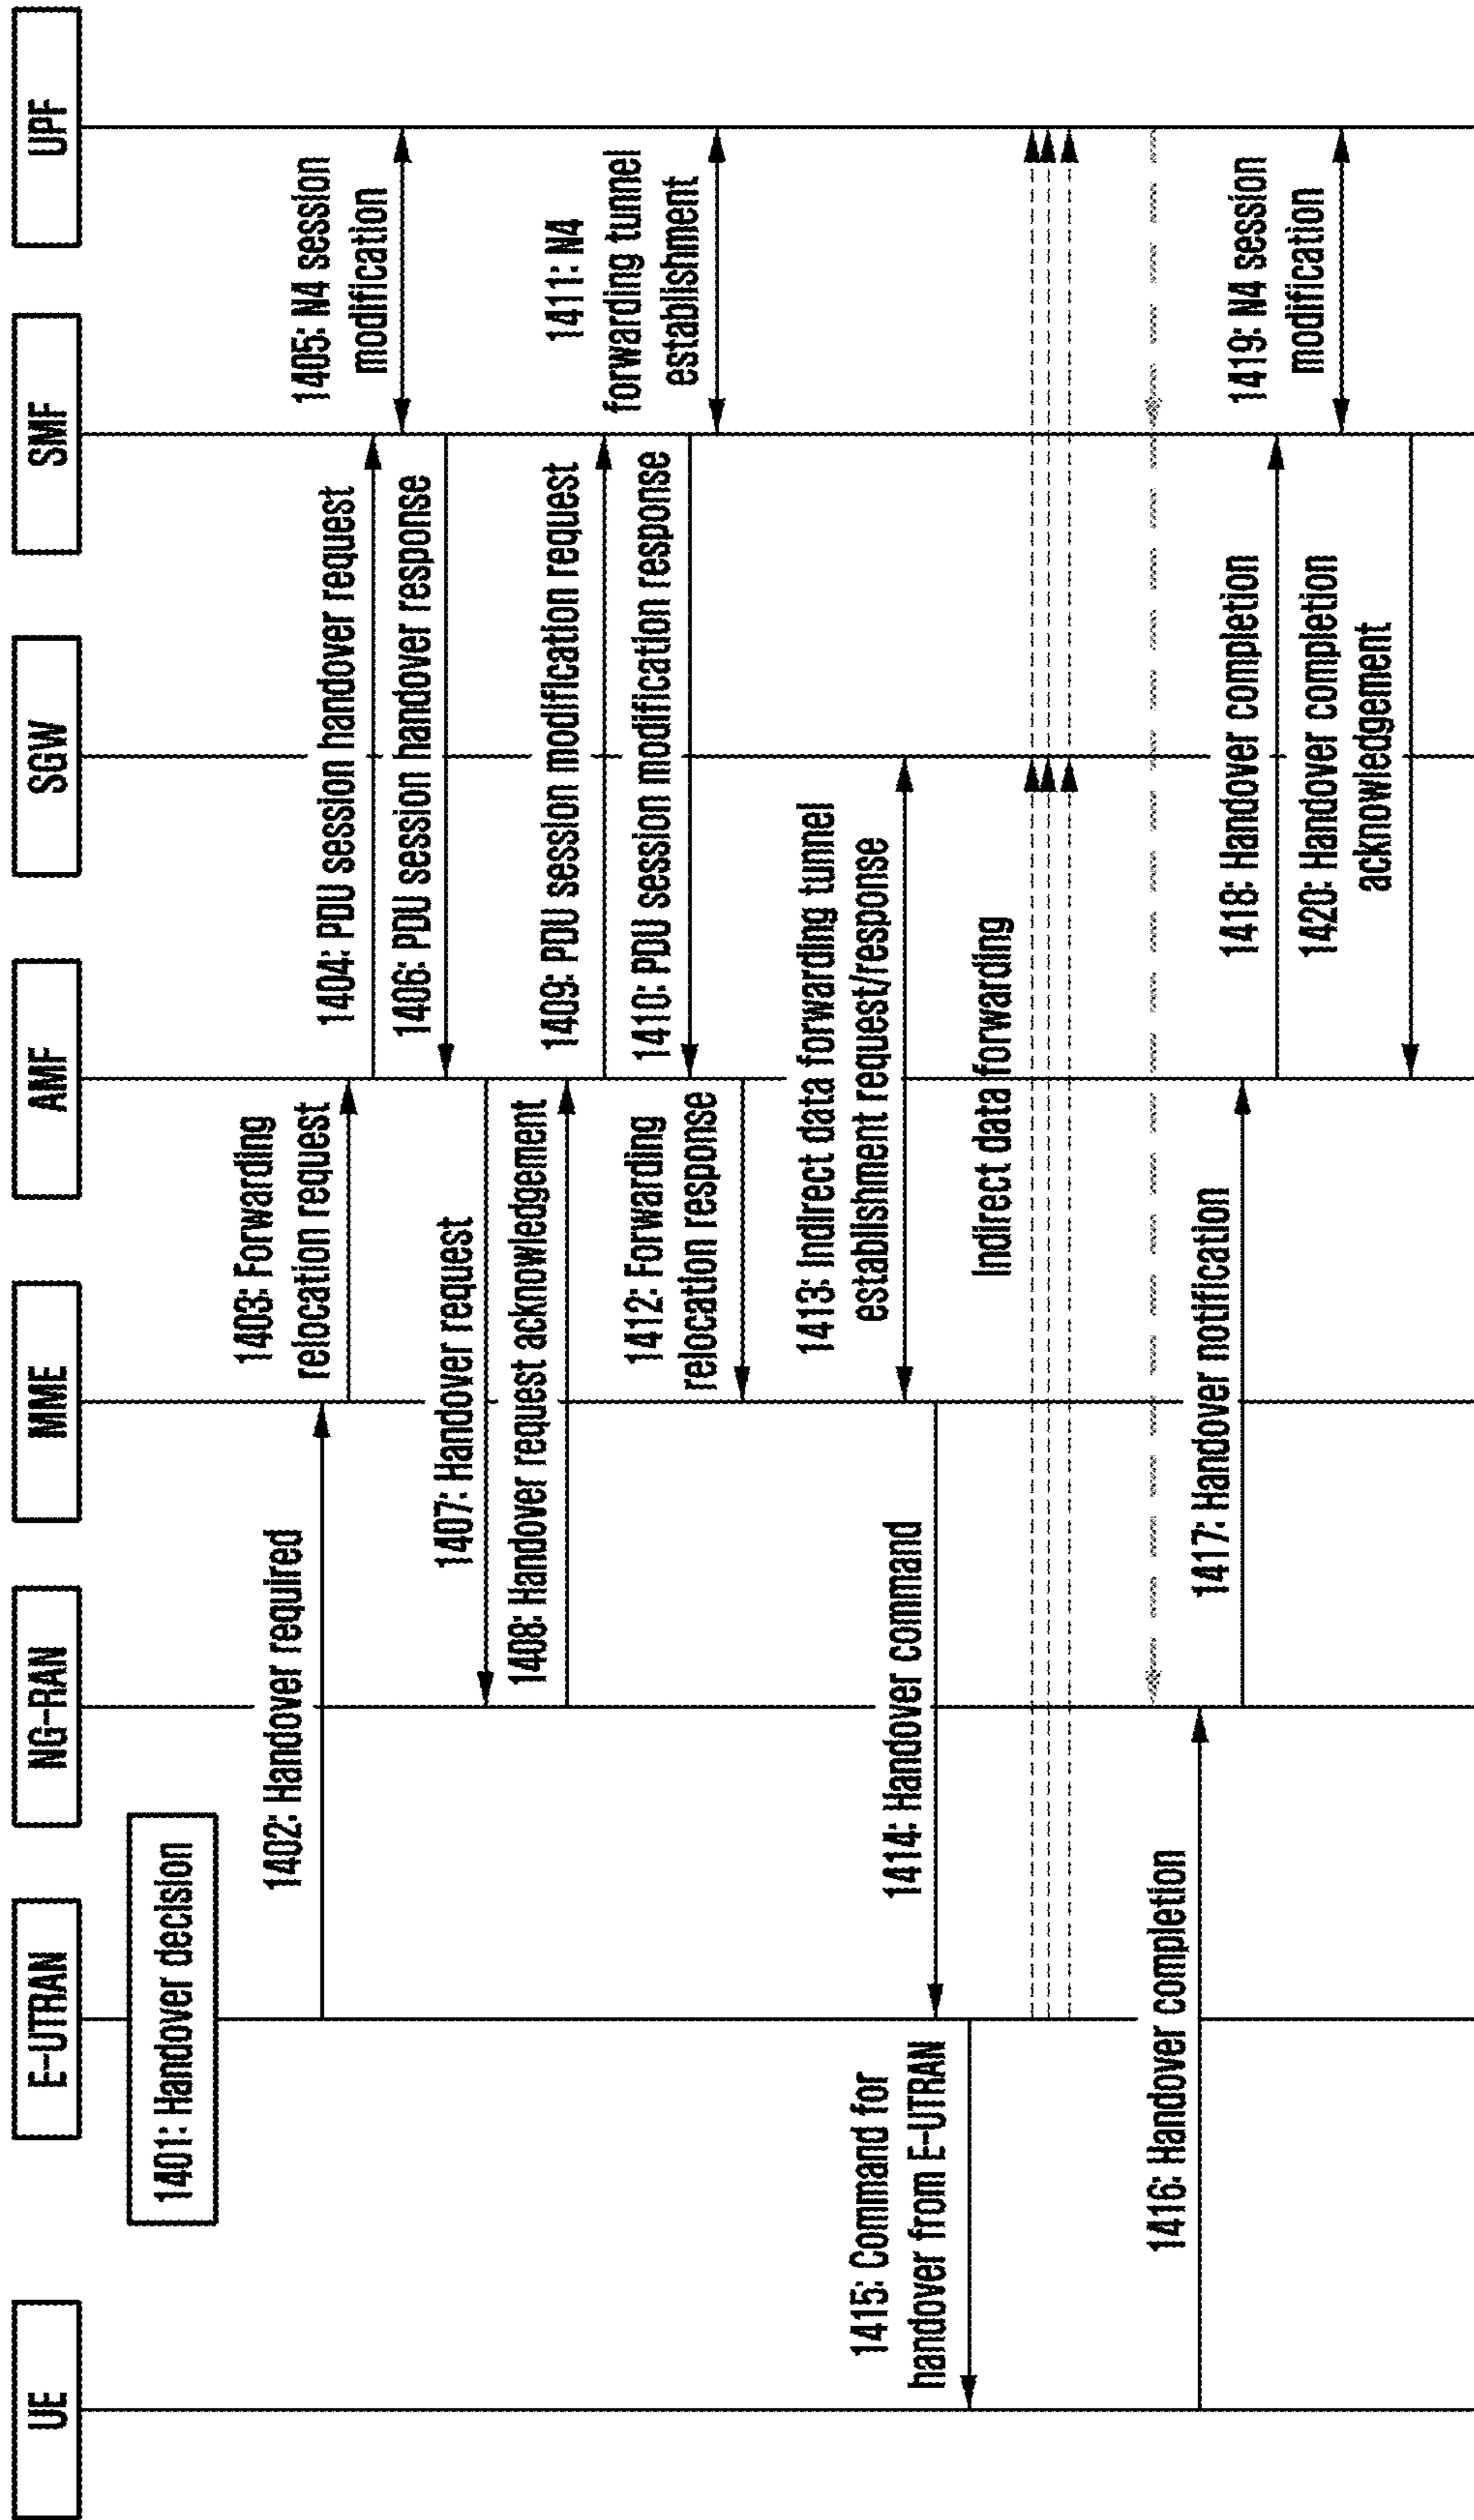 UE
E-UTRAN
NG-RAN
MME
AMF
SGW
SMF
UPF
1401: Handover decision
1402: Handover required
1403: Forwarding
relocation request
1404: PDU session handover request
1405: N4 session
modification
1406: PDU session handover response
1407: Handover request
1408: Handover request acknowledgement
1409: PDU session modification request
1411: N4
forwarding tunnel
establishment
1410: PDU session modification response
1412: Forwarding
relocation response
1413: Indirect data forwarding tunnel
establishment request/response
1414: Handover command
1415: Command for
handover from E-UTRAN
Indirect data forwarding
1416: Handover completion
1417: Handover notification
1418: Handover completion
1419: N4 session
modification
1420: Handover completion
acknowledgement